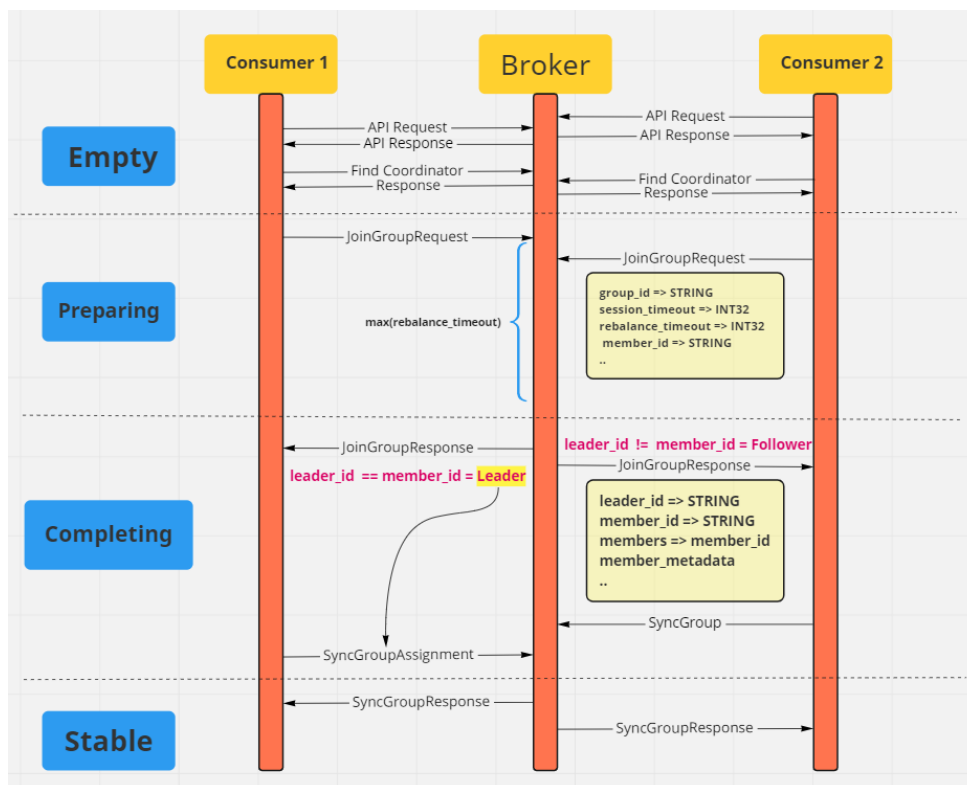 Consumer 1
Broker
Consumer 2
Empty
API Request
API Request
API Response
API Response
Find Coordinator
Find Coordinator
Response
Response
JoinGroupRequest
JoinGroupRequest
Preparing
max(rebalance_timeout)
group_id => STRING
session_timeout => INT32
rebalance_timeout => INT32
member_id => STRING
..
JoinGroupResponse
leader_id != member_id = Follower
JoinGroupResponse
leader_id == member_id = Leader
Completing
leader_id => STRING
member_id => STRING
members => member_id
member_metadata
..
SyncGroup
SyncGroupAssignment
SyncGroupResponse
SyncGroupResponse
Stable